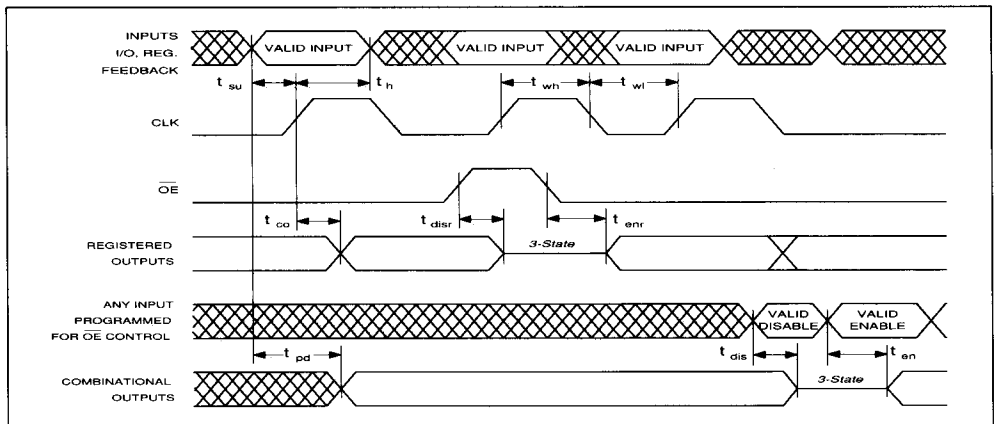 INPUTS
I/O, REG.
FEEDBACK
VALID INPUT
VALID INPUT
VALID INPUT
t su
t h
t wh
t wl
CLK
OE
t co
t disr
t enr
REGISTERED
OUTPUTS
3-State
ANY INPUT
PROGRAMMED
FOR OE CONTROL
VALID
DISABLE
VALID
ENABLE
t pd
t dis
t en
COMBINATIONAL
OUTPUTS
3-State